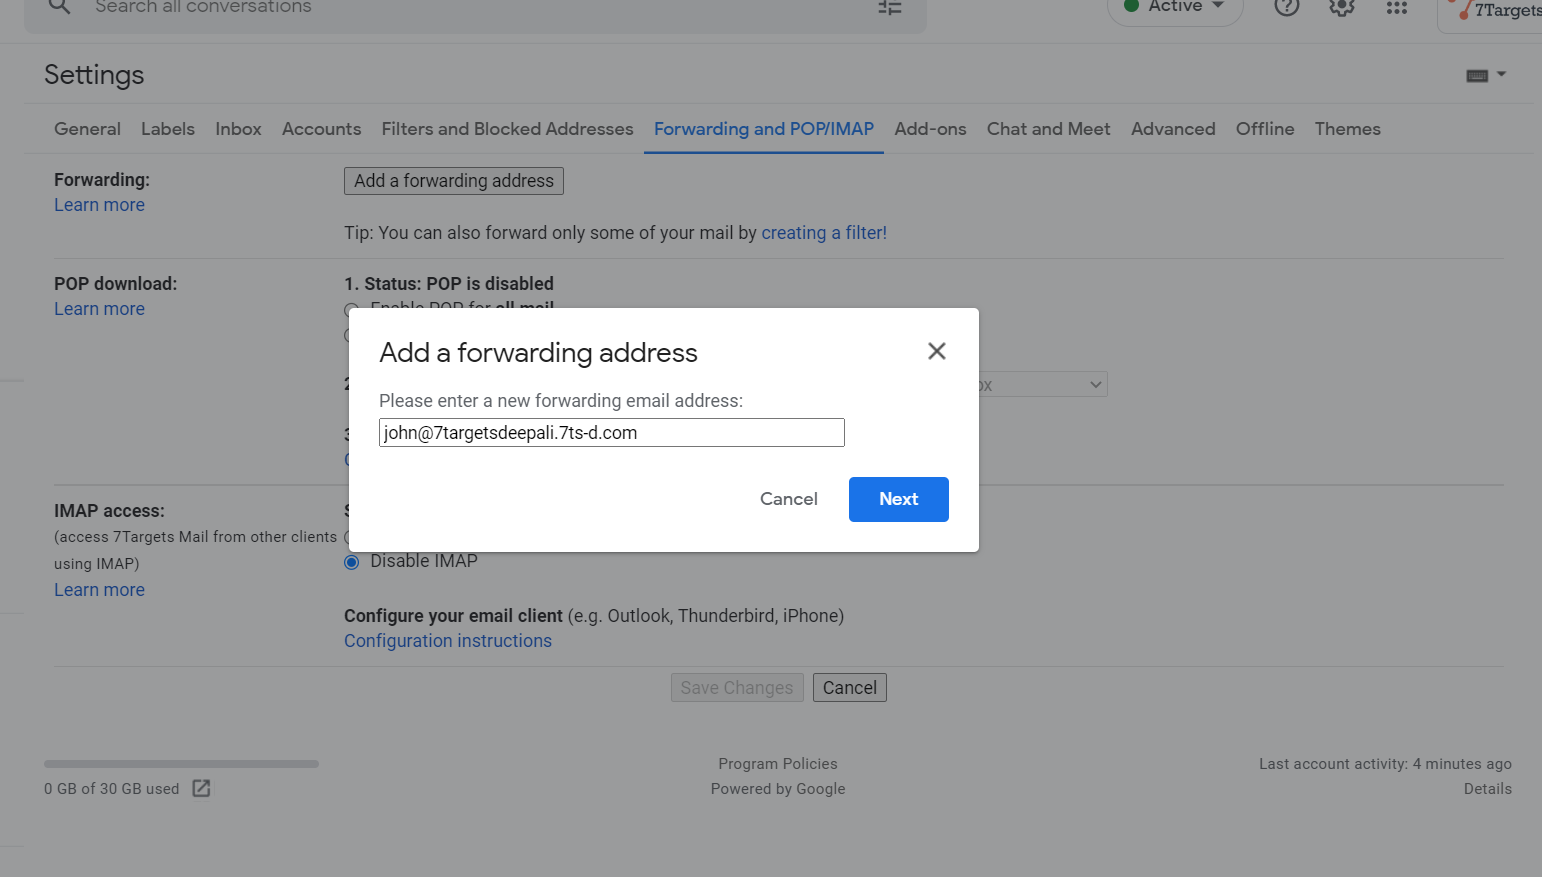 Search all conversations
Active
7Targets
Settings
General Labels Inbox Accounts Filters and Blocked Addresses Forwarding and POP/IMAP Add-ons Chat and Meet Advanced Offline Themes
Forwarding:
Add a forwarding address
Learn more
Tip: You can also forward only some of your mail by creating a filter!
POP download:
1. Status: POP is disabled
Learn more
Enable POP for all mail
Add a forwarding address
Please enter a new forwarding email address:
john@7targetsdeepali.7ts-d.com
Cancel Next
IMAP access:
(access 7Targets Mail from other clients
using IMAP)
Disable IMAP
Learn more
Configure your email client (e.g. Outlook, Thunderbird, iPhone)
Configuration instructions
Save Changes Cancel
0 GB of 30 GB used
Program Policies
Powered by Google
Last account activity: 4 minutes ago
Details